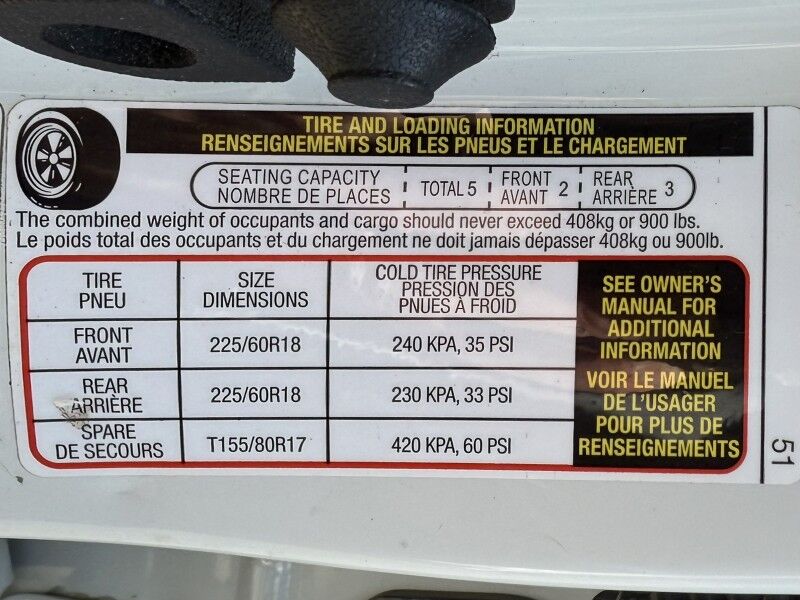 TIRE AND LOADING INFORMATION
RENSEIGNEMENTS SUR LES PNEUS ET LE CHARGEMENT
SEATING CAPACITY
NOMBRE DE PLACES
TOTAL 5
FRONT
AVANT 2
REAR
ARRIÈRE 3
The combined weight of occupants and cargo should never exceed 408kg or 900 lbs.
Le poids total des occupants et du chargement ne doit jamais dépasser 408kg ou 900lb.
TIRE
PNEU
SIZE
DIMENSIONS
COLD TIRE PRESSURE
PRESSION DES
PNUES À FROID
FRONT
AVANT
225/60R18
240 KPA, 35 PSI
REAR
ARRIÈRE
225/60R18
230 KPA, 33 PSI
SPARE
DE SECOURS
T155/80R17
420 KPA, 60 PSI
SEE OWNER'S
MANUAL FOR
ADDITIONAL
INFORMATION
VOIR LE MANUEL
DE L'USAGER
POUR PLUS DE
RENSEIGNEMENTS
51